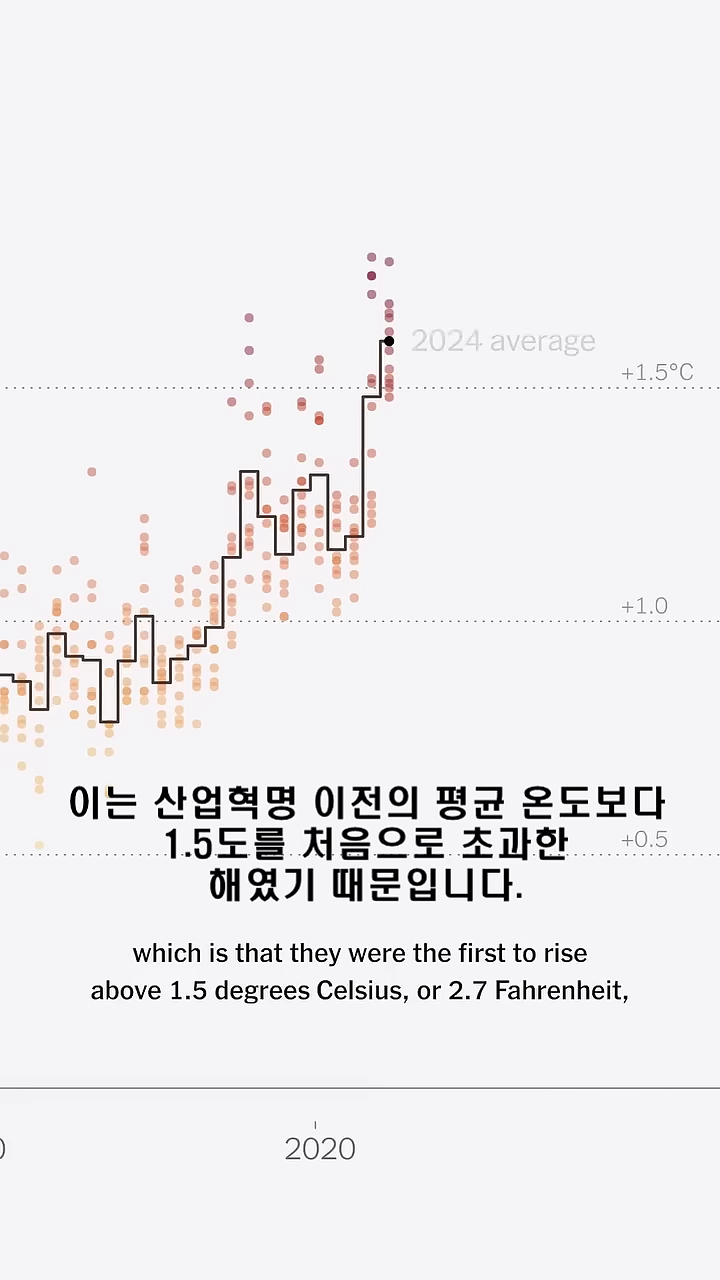 2024 average
+1.5°C
+1.0
+0.5
이는 산업혁명 이전의 평균 온도보다
1.5도를 처음으로 초과한
해였기 때문입니다.
which is that they were the first to rise
above 1.5 degrees Celsius, or 2.7 Fahrenheit,
2020